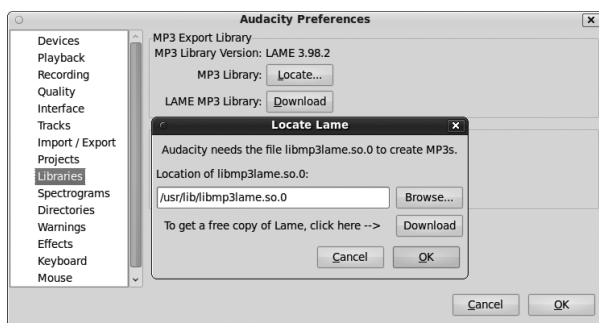 Audacity Preferences
Devices
Playback
Recording
Quality
Interface
Tracks
Import / Export
Projects
Libraries
Spectrograms
Directories
Warnings
Effects
Keyboard
Mouse
MP3 Export Library
MP3 Library Version: LAME 3.98.2
MP3 Library: Locate...
LAME MP3 Library: Download
Locate Lame
Audacity needs the file libmp3lame.so.0 to create MP3s.
Location of libmp3lame.so.0:
/usr/lib/libmp3lame.so.0 Browse...
To get a free copy of Lame, click here --> Download
Cancel OK
Cancel OK